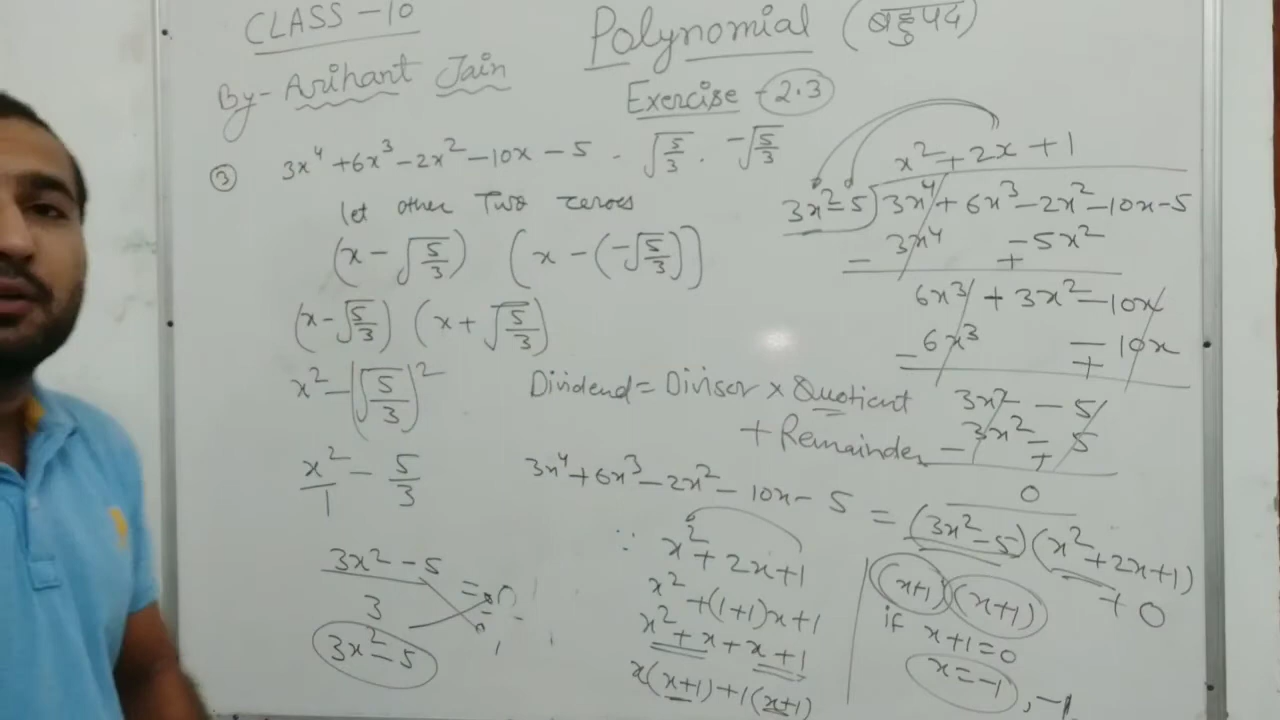 CLASS - 10
Polynomial (बहुपद)
By - Arihant Jain
Exercise - 2.3
③ 3x⁴ + 6x³ - 2x² - 10x - 5 - √(5/3) . -√(5/3)
let other Two zeroes
(x - √(5/3)) (x - (-√(5/3)))
(x - √(5/3)) (x + √(5/3))
x² - (√(5/3))²
x²/1 - 5/3
(3x² - 5)/3 = 0
3x² - 5
x² + 2x + 1
3x² - 5 ) 3x⁴ + 6x³ - 2x² - 10x - 5
- 3x⁴ - 5x²
+
6x³ + 3x² - 10x
- 6x³ - 10x
+
3x² - 5
- 3x² - 5
+
0
Dividend = Divisor × Quotient
+ Remainder
3x⁴ + 6x³ - 2x² - 10x - 5 = (3x² - 5)(x² + 2x + 1)
+ 0
∵ x² + 2x + 1
x² + (1+1)x + 1
x² + x + x + 1
x(x+1) + 1(x+1)
(x+1)(x+1)
if x + 1 = 0
x = -1, -1